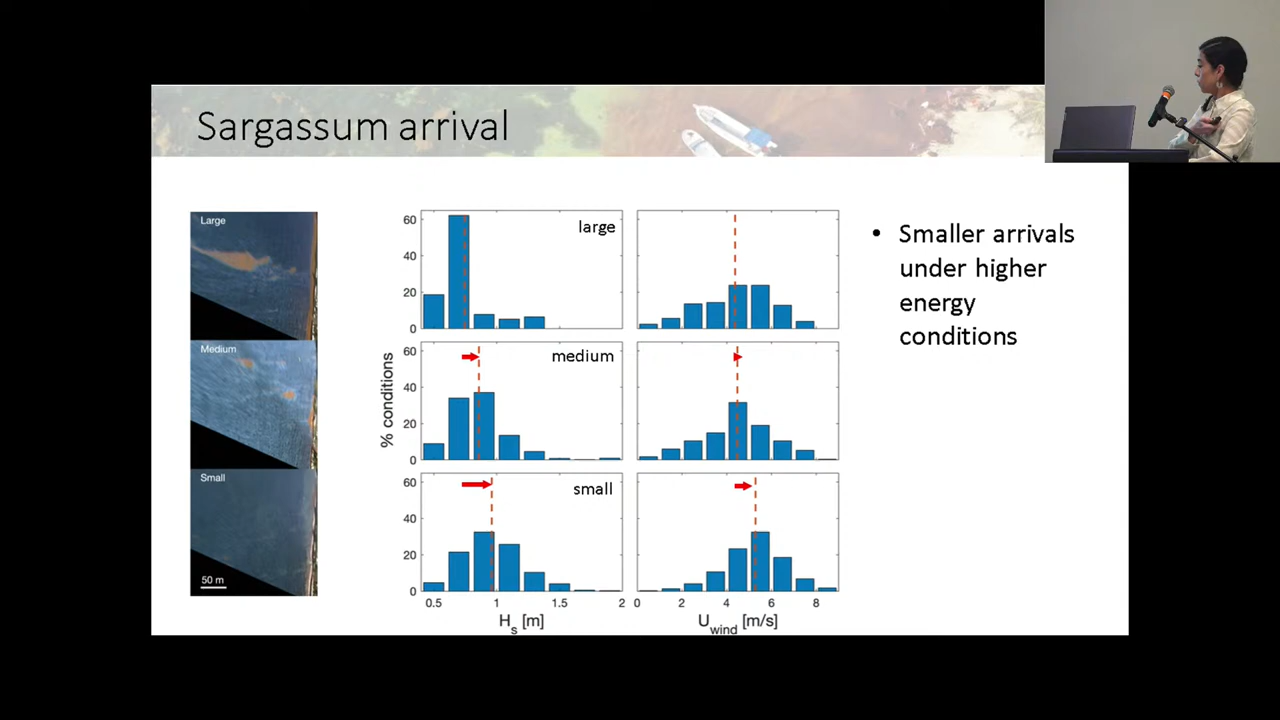 Sargassum arrival
Large
Medium
Small
50 m
% conditions
60
40
20
0
large
60
40
20
0
medium
60
40
20
0
small
0.5 1 1.5 2
H_s [m]
0 2 4 6 8
U_wind [m/s]
• Smaller arrivals
under higher
energy
conditions